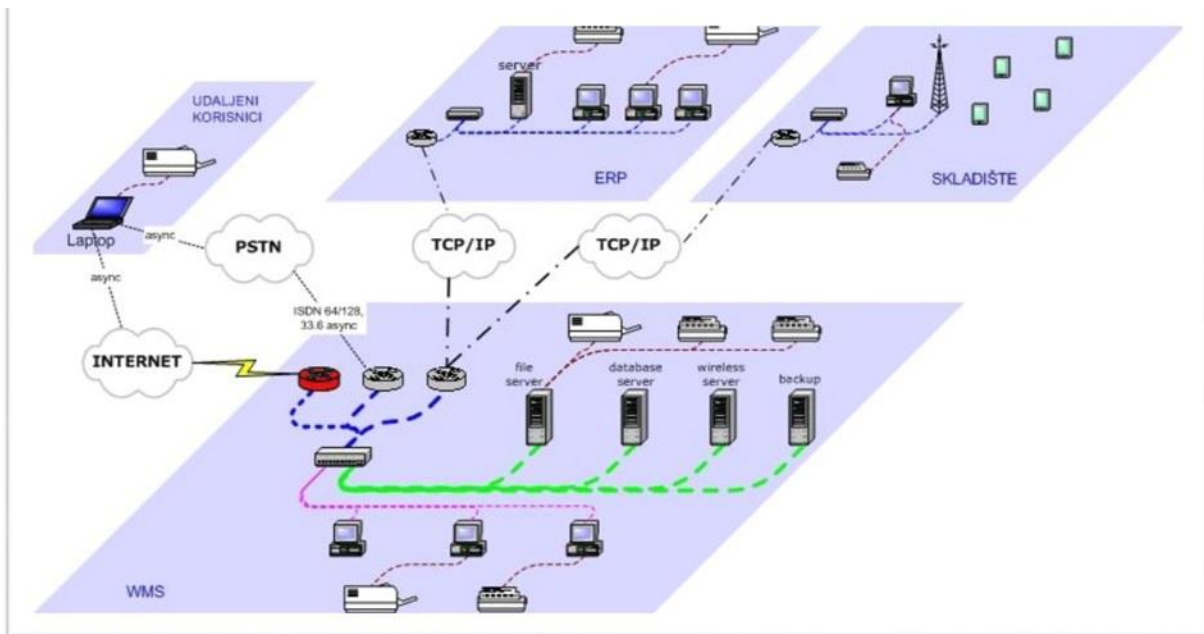 server
UDALJENI
KORISNICI
ERP
SKLADIŠTE
Laptop
async
PSTN
TCP/IP
TCP/IP
async
ISDN 64/128,
33.6 async
INTERNET
file
server
database
server
wireless
server
backup
WMS